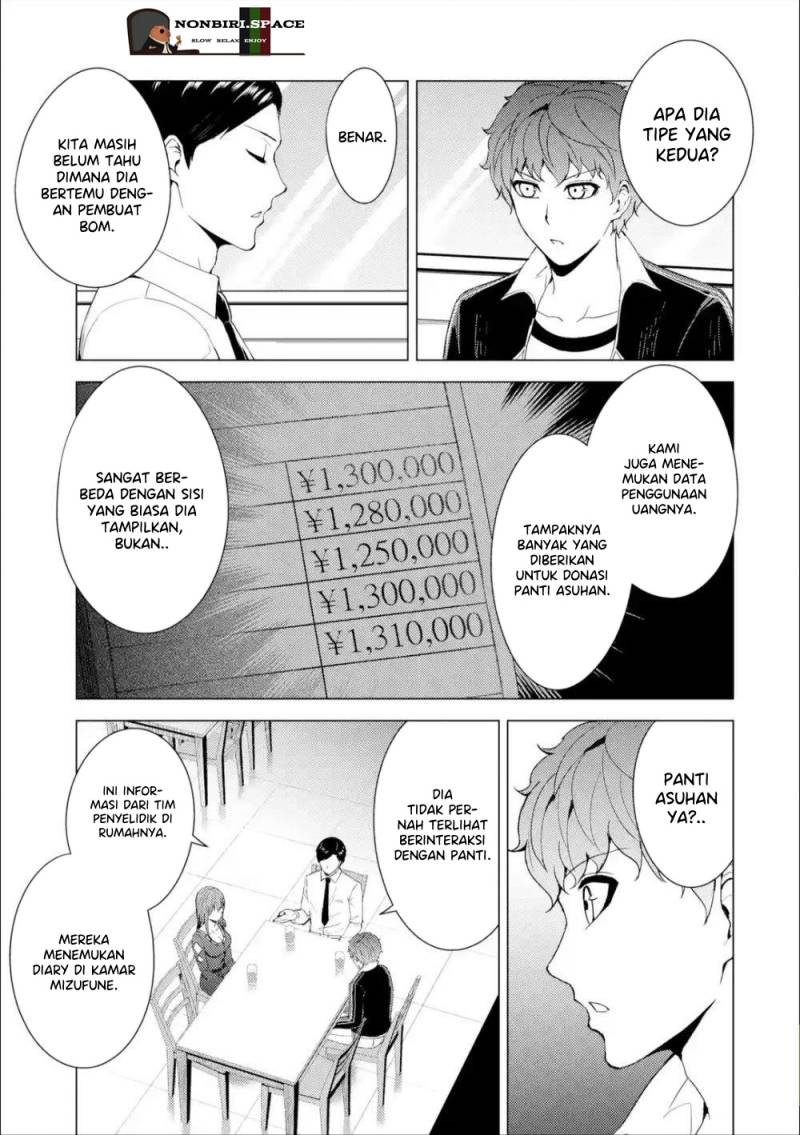 NONBIRI.SPACE
SLOW RELAX ENJOY
APA DIA
TIPE YANG
KEDUA?
BENAR.
KITA MASIH
BELUM TAHU
DIMANA DIA
BERTEMU DENG-
AN PEMBUAT
BOM.
KAMI
JUGA MENE-
MUKAN DATA
PENGGUNAAN
UANGNYA.
TAMPAKNYA
BANYAK YANG
DIBERIKAN
UNTUK DONASI
PANTI ASUHAN.
¥1,300,000
¥1,280,000
¥1,250,000
¥1,300,000
¥1,310,000
SANGAT BER-
BEDA DENGAN SISI
YANG BIASA DIA
TAMPILKAN,
BUKAN..
PANTI
ASUHAN
YA?..
DIA
TIDAK PER-
NAH TERLIHAT
BERINTERAKSI
DENGAN PANTI.
INI INFOR-
MASI DARI TIM
PENYELIDIK DI
RUMAHNYA.
MEREKA
MENEMUKAN
DIARY DI KAMAR
MIZUFUNE.